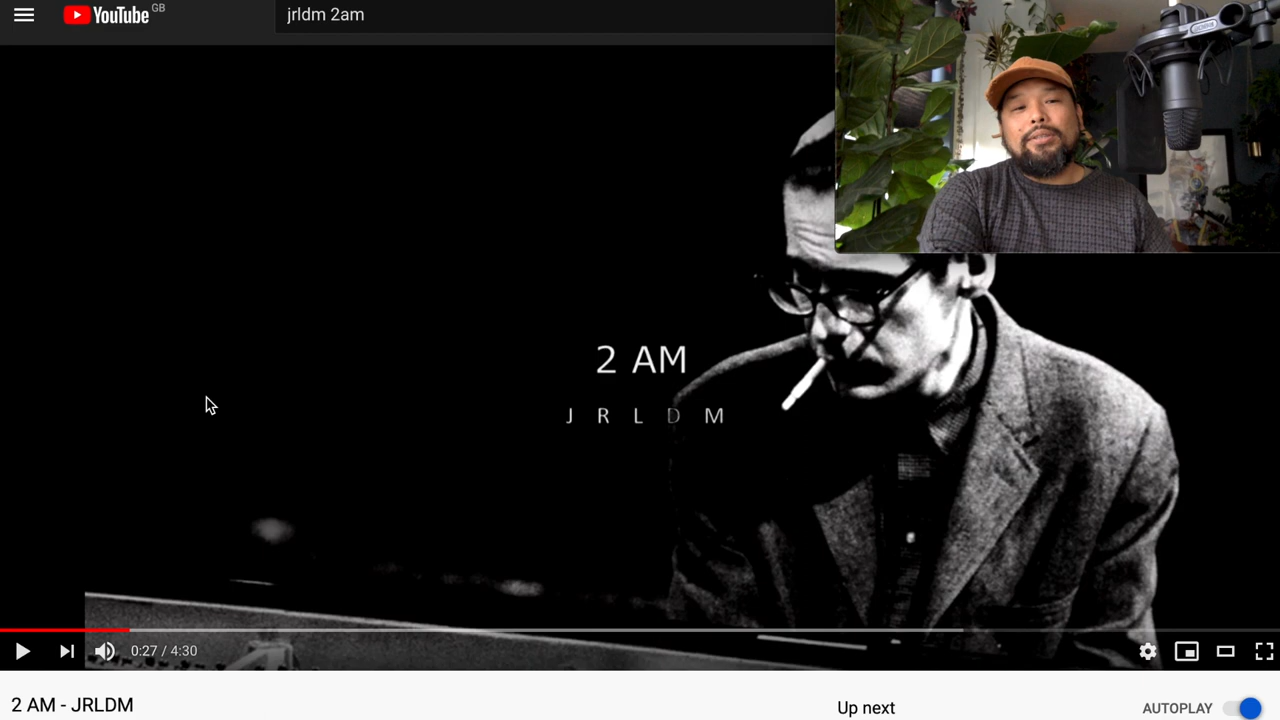 YouTube GB
jrldm 2am
2 AM
J R L D M
0:27 / 4:30
2 AM - JRLDM
Up next
AUTOPLAY